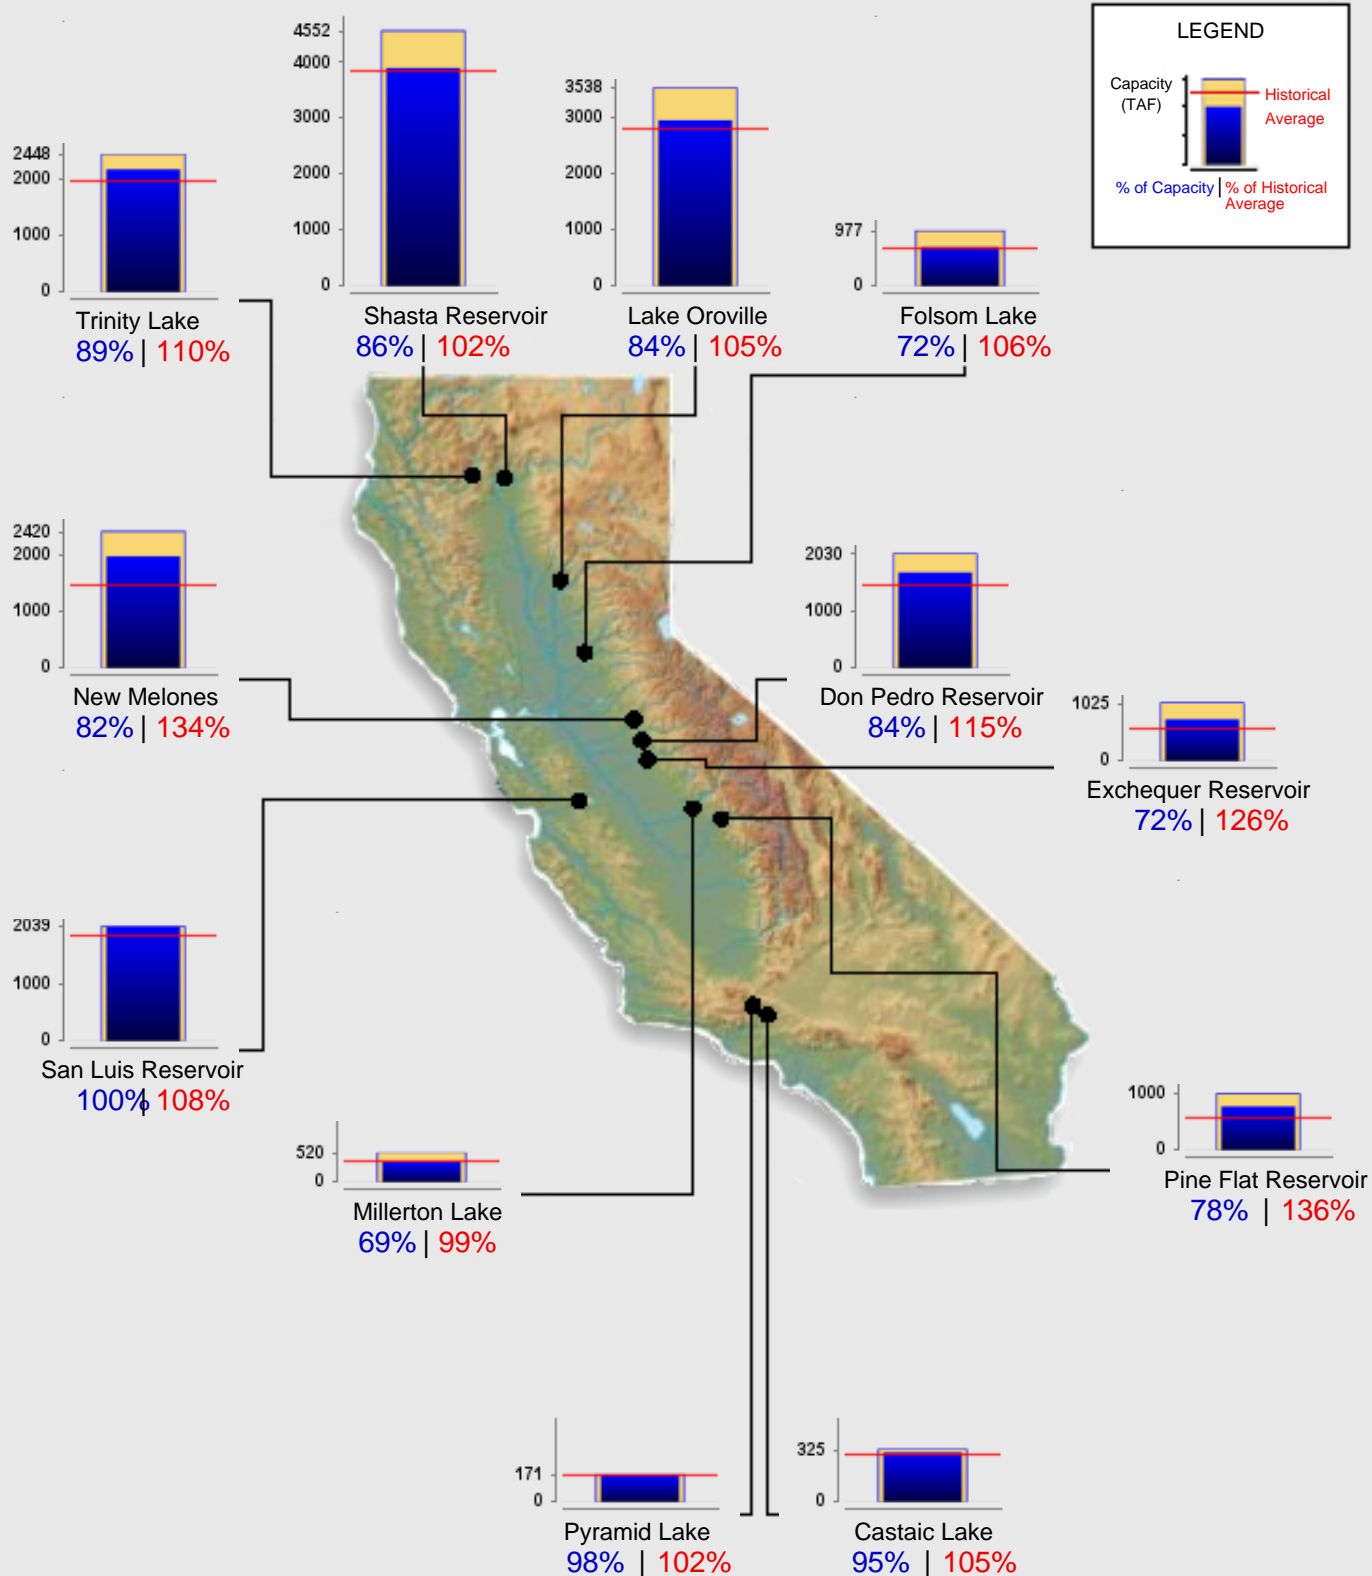 LEGEND
Capacity
(TAF)
Historical
Average
% of Capacity | % of Historical
Average
4552
4000
3000
2000
1000
0
Shasta Reservoir
86% | 102%
3538
3000
2000
1000
0
Lake Oroville
84% | 105%
977
0
Folsom Lake
72% | 106%
2448
2000
1000
0
Trinity Lake
89% | 110%
2420
2000
1000
0
New Melones
82% | 134%
2030
1000
0
Don Pedro Reservoir
84% | 115%
1025
0
Exchequer Reservoir
72% | 126%
2039
1000
0
San Luis Reservoir
100% | 108%
520
0
Millerton Lake
69% | 99%
1000
0
Pine Flat Reservoir
78% | 136%
171
0
Pyramid Lake
98% | 102%
325
0
Castaic Lake
95% | 105%